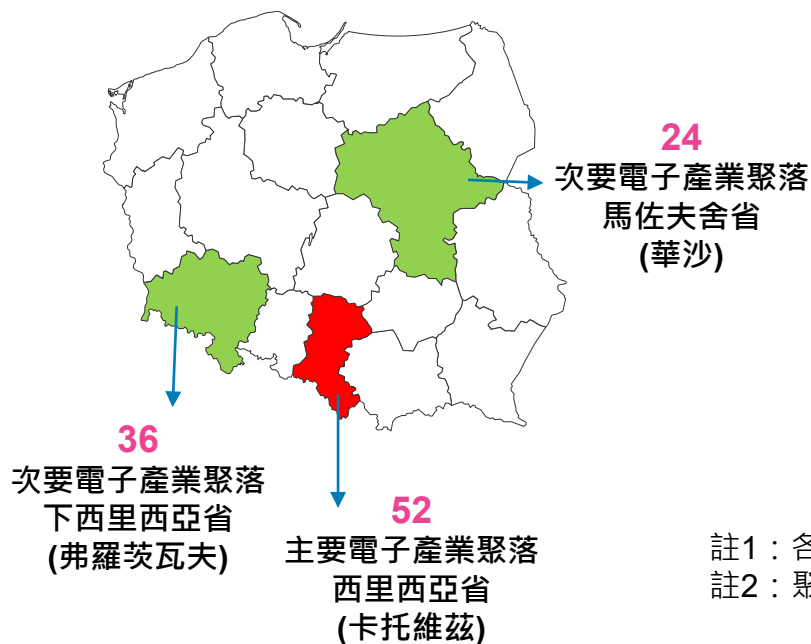 24
次要電子產業聚落
馬佐夫舍省
(華沙)
36
次要電子產業聚落
下西里西亞省
(弗羅茨瓦夫)
52
主要電子產業聚落
西里西亞省
(卡托維茲)
註1：各
註2：聚